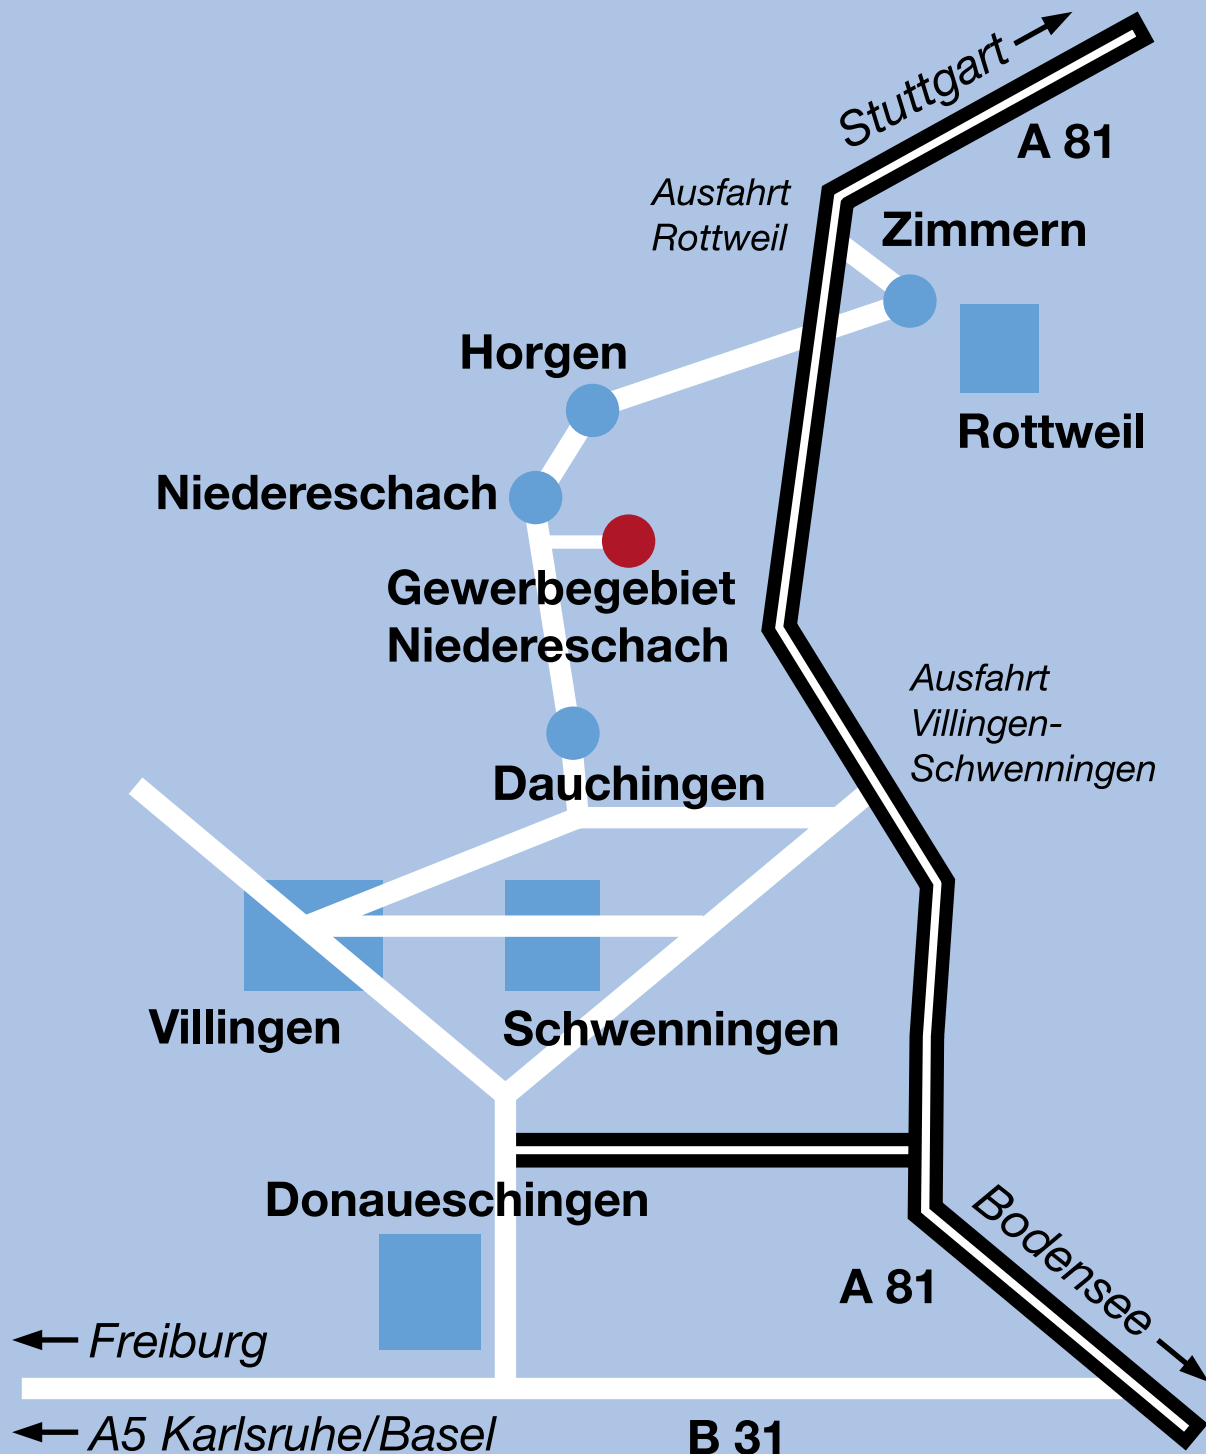 Stuttgart
A 81
Ausfahrt
Rottweil
Zimmern
Horgen
Rottweil
Niedereschach
Gewerbegebiet
Niedereschach
Ausfahrt
Villingen-
Schwenningen
Dauchingen
Villingen
Schwenningen
Donaueschingen
Bodensee
A 81
Freiburg
A5 Karlsruhe/Basel
B 31